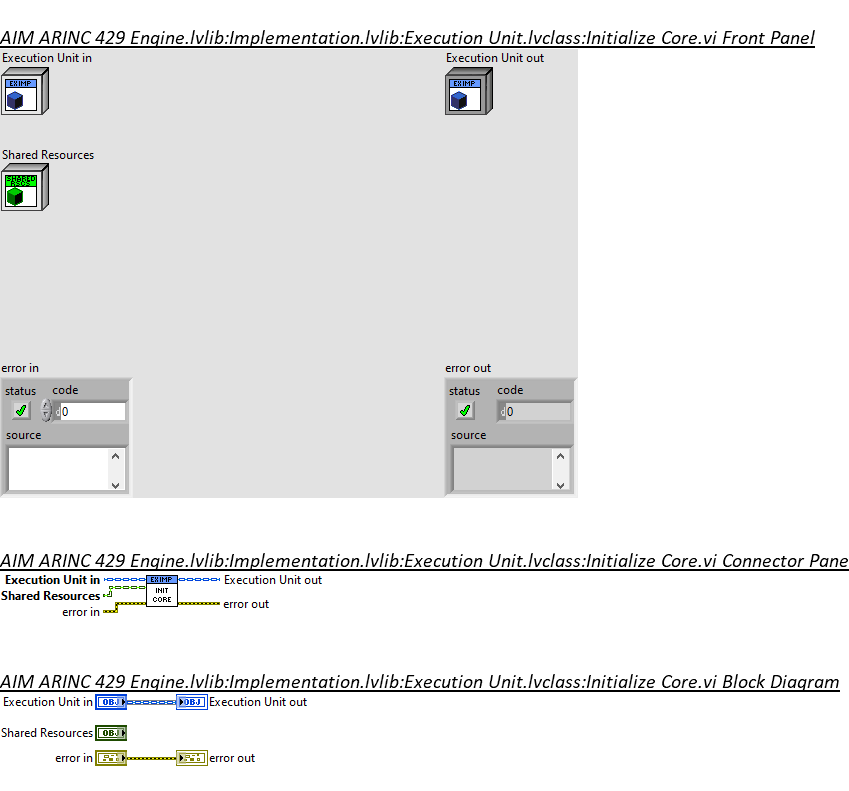 AIM ARINC 429 Engine.lvlib:Implementation.lvlib:Execution Unit.lvclass:Initialize Core.vi Front Panel
Execution Unit in Execution Unit out
EXIMP EXIMP
Shared Resources
SHARED
error in error out
status code status code
d 0 d 0
source source
AIM ARINC 429 Engine.lvlib:Implementation.lvlib:Execution Unit.lvclass:Initialize Core.vi Connector Pane
Execution Unit in EXIMP Execution Unit out
Shared Resources INIT
error in CORE error out
AIM ARINC 429 Engine.lvlib:Implementation.lvlib:Execution Unit.lvclass:Initialize Core.vi Block Diagram
Execution Unit in OBJ OBJ Execution Unit out
Shared Resources OBJ
error in error out